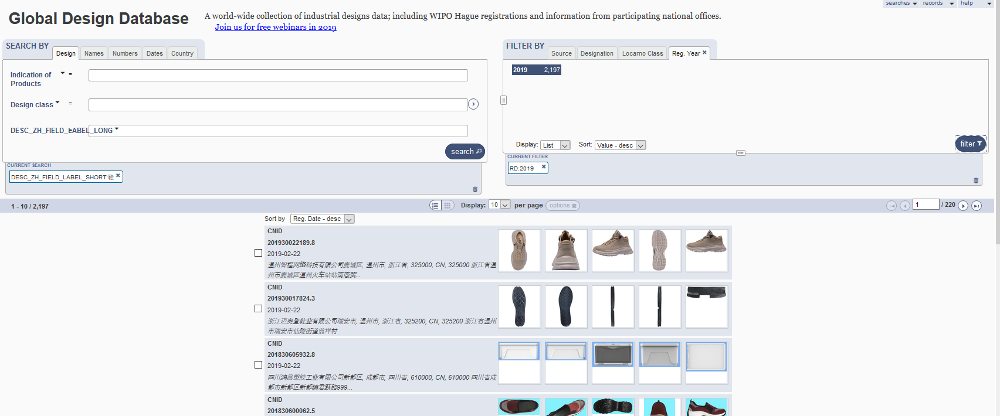 searches records help
Global Design Database
A world-wide collection of industrial designs data; including WIPO Hague registrations and information from participating national offices.
Join us for free webinars in 2019
SEARCH BY Design Names Numbers Dates Country
Indication of Products =
Design class =
DESC_ZH_FIELD_LABEL_LONG
search
CURRENT SEARCH
DESC_ZH_FIELD_LABEL_SHORT:鞋
FILTER BY Source Designation Locarno Class Reg. Year
2019 2,197
Display: List Sort: Value - desc
filter
CURRENT FILTER
RD:2019
1 - 10 / 2,197 Display: 10 per page options 1 / 220
Sort by Reg. Date - desc
CNID
201930022189.8
2019-02-22
温州智程网络科技有限公司鹿城区, 温州市, 浙江省, 325000, CN, 325000 浙江省温
州市鹿城区温州火车站站南商贸...
CNID
201930017824.3
2019-02-22
浙江迈奥登鞋业有限公司瑞安市, 温州市, 浙江省, 325200, CN, 325200 浙江省温州
市瑞安市仙降街道翁垟村
CNID
201830605932.8
2019-02-22
四川鸿昌塑胶工业有限公司新都区, 成都市, 四川省, 610000, CN, 610000 四川省成
都市新都区新都镇君跃路999...
CNID
201830600062.5